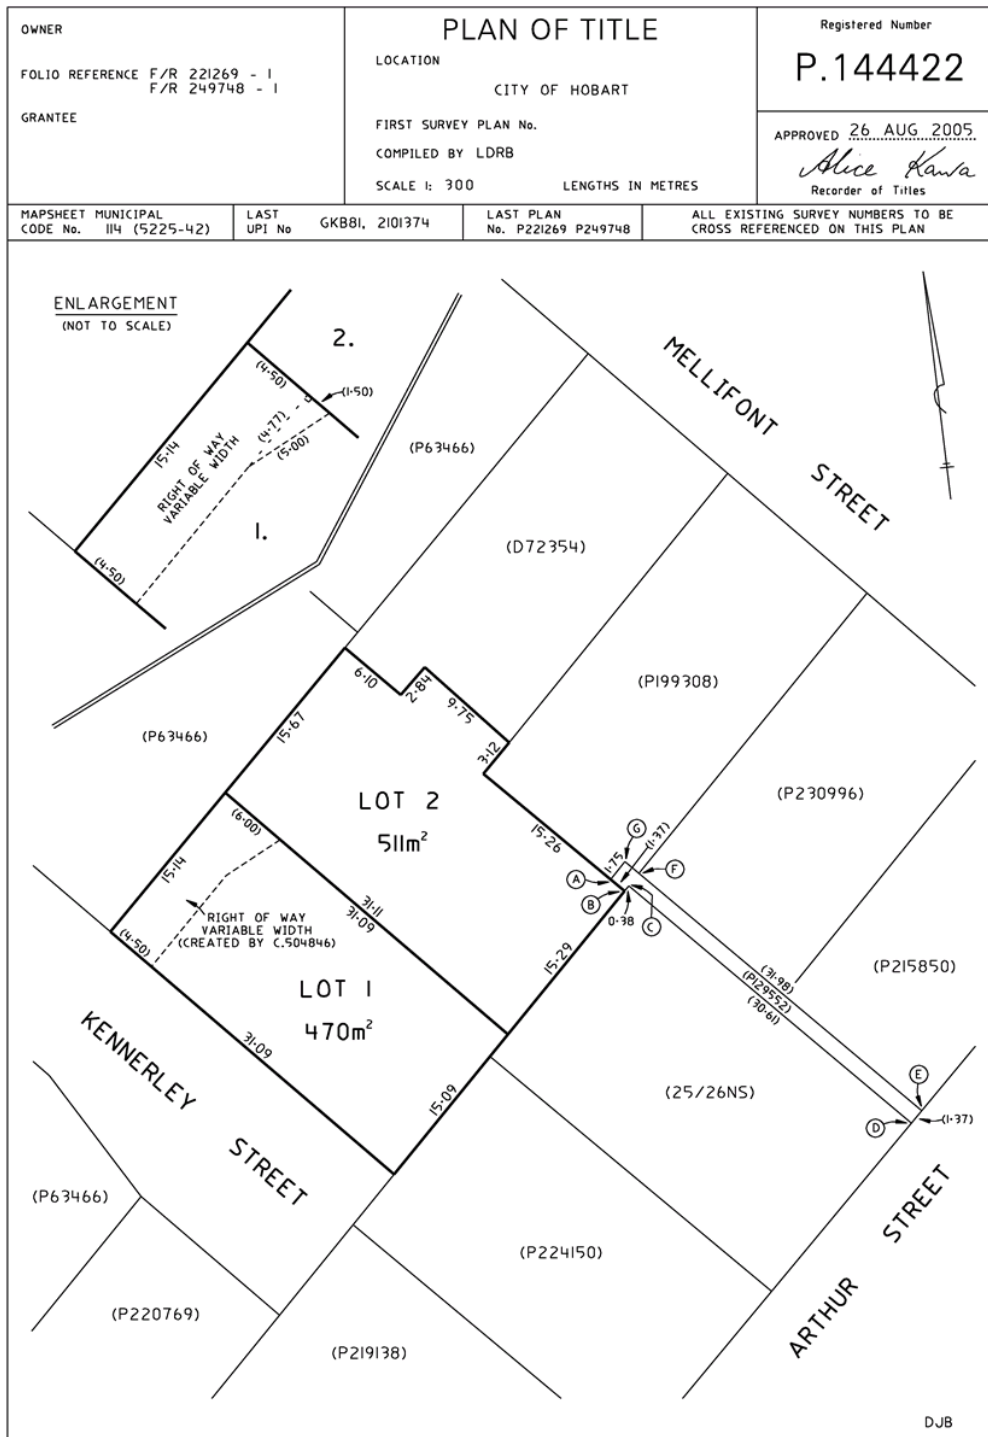 OWNER
FOLIO REFERENCE F/R 221269 - 1
F/R 249748 - 1
GRANTEE
PLAN OF TITLE
LOCATION
CITY OF HOBART
FIRST SURVEY PLAN No.
COMPILED BY LDRB
SCALE 1: 300 LENGTHS IN METRES
Registered Number
P.144422
APPROVED 26 AUG 2005
Alice Kawa
Recorder of Titles
MAPSHEET MUNICIPAL
CODE No. 114 (5225-42)
LAST
UPI No GKB81, 2101374
LAST PLAN
No. P221269 P249748
ALL EXISTING SURVEY NUMBERS TO BE
CROSS REFERENCED ON THIS PLAN
ENLARGEMENT
(NOT TO SCALE)
2.
(4·50)
(1·50)
(4·77)
(5·00)
15·14
RIGHT OF WAY
VARIABLE WIDTH
1.
(4·50)
MELLIFONT
STREET
(P63466)
(D72354)
(P199308)
(P230996)
(P215850)
(P63466)
6·10
2·84
9·75
3·12
15·67
LOT 2
511m²
15·26
1·75
G
(1·37)
F
A
B
0·38
C
(6·00)
15·14
RIGHT OF WAY
VARIABLE WIDTH
(CREATED BY C.504846)
(4·50)
31·11
31·09
15·29
LOT 1
470m²
31·09
15·09
(31·98)
(P129552)
(30·61)
(25/26NS)
E
D
(1·37)
KENNERLEY
STREET
(P63466)
(P224150)
(P220769)
(P219138)
ARTHUR STREET
DJB